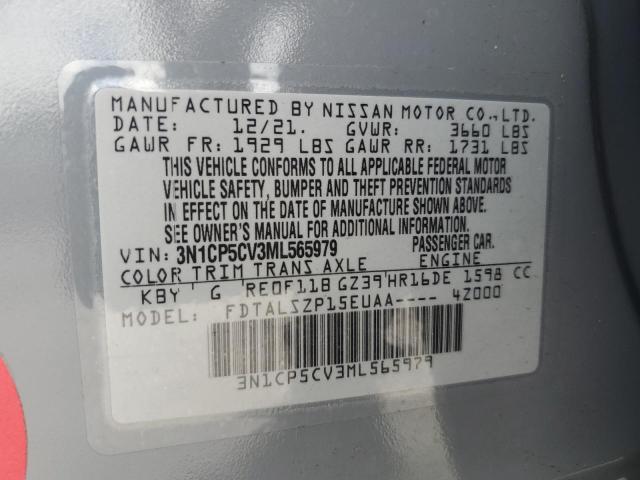 MANUFACTURED BY NISSAN MOTOR CO.,LTD.
DATE: 12/21. GVWR: 3660 LBS
GAWR FR: 1929 LBS GAWR RR: 1731 LBS
THIS VEHICLE CONFORMS TO ALL APPLICABLE FEDERAL MOTOR
VEHICLE SAFETY, BUMPER AND THEFT PREVENTION STANDARDS
IN EFFECT ON THE DATE OF MANUFACTURE SHOWN ABOVE.
SEE OWNER'S MANUAL FOR ADDITIONAL INFORMATION.
VIN: 3N1CP5CV3ML565979 PASSENGER CAR.
COLOR TRIM TRANS AXLE ENGINE
KBY' G 'RE0F11B GZ39'HR16DE 1598 CC
FDTALSZP15EUAA---- 4Z000
3N1CP5CV3ML565979